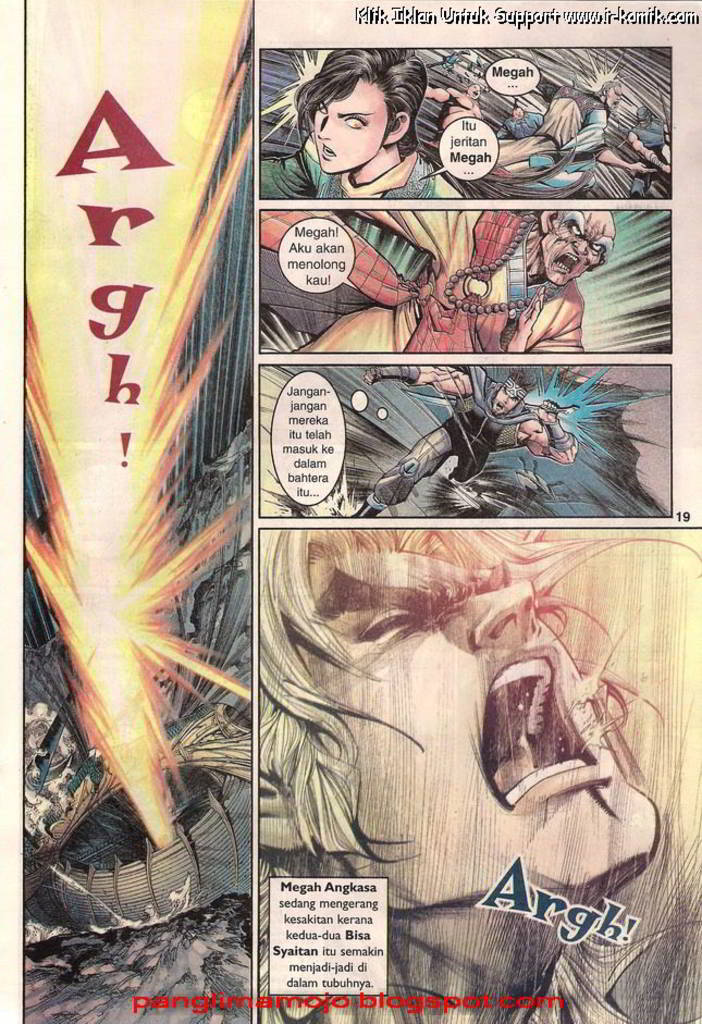 Klik Iklan Untuk Support www.i-komik.com
Argh!
Megah
...
Itu
jeritan
Megah
...
Megah!
Aku akan
menolong
kau!
Jangan-
jangan
mereka
itu telah
masuk ke
dalam
bahtera
itu...
19
Argh!
Megah Angkasa
sedang mengerang
kesakitan kerana
kedua-dua Bisa
Syaitan itu semakin
menjadi-jadi di
dalam tubuhnya.
panglimamojo.blogspot.com